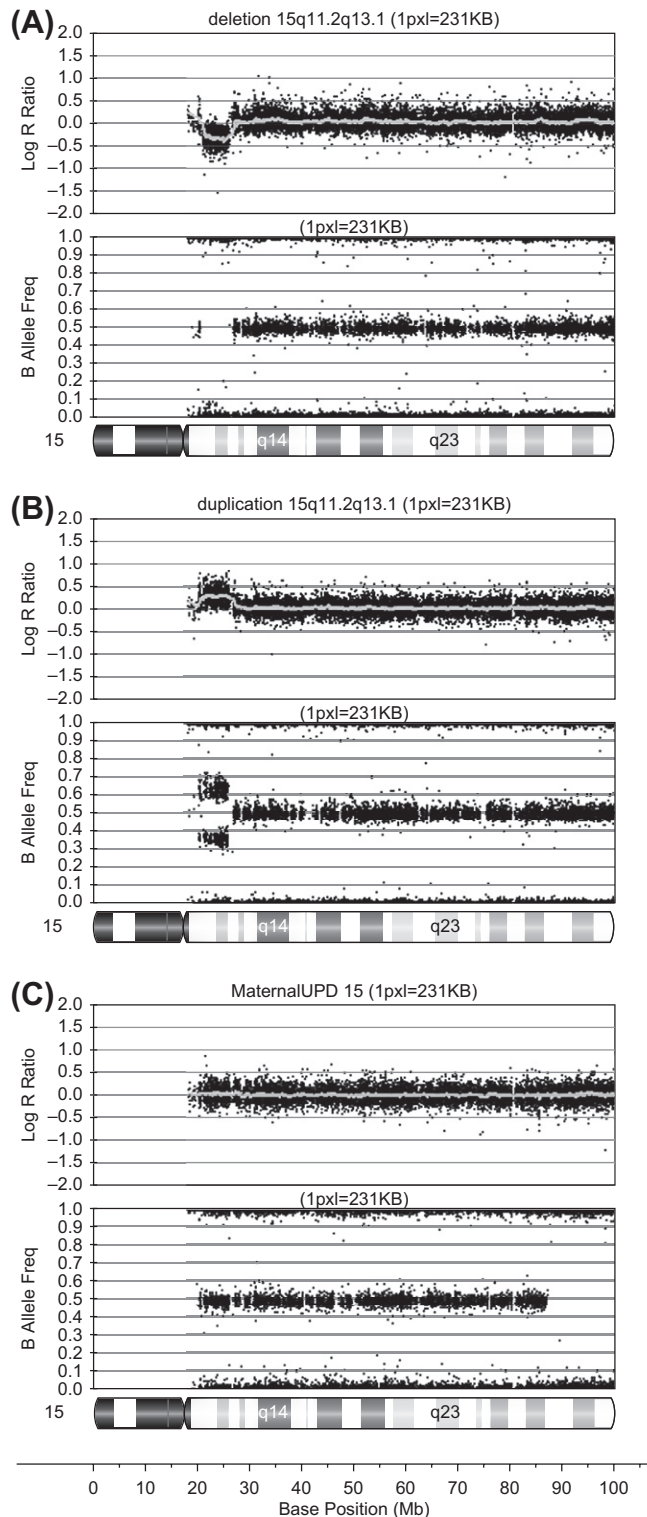 (A)
deletion 15q11.2q13.1 (1pxl=231KB)
2.0
1.5
1.0
0.5
0.0
−0.5
−1.0
−1.5
−2.0
Log R Ratio
(1pxl=231KB)
1.0
0.9
0.8
0.7
0.6
0.5
0.4
0.3
0.2
0.1
0.0
B Allele Freq
15
q14
q23
(B)
duplication 15q11.2q13.1 (1pxl=231KB)
2.0
1.5
1.0
0.5
0.0
−0.5
−1.0
−1.5
−2.0
Log R Ratio
(1pxl=231KB)
1.0
0.9
0.8
0.7
0.6
0.5
0.4
0.3
0.2
0.1
0.0
B Allele Freq
15
q14
q23
(C)
MaternalUPD 15 (1pxl=231KB)
2.0
1.5
1.0
0.5
0.0
−0.5
−1.0
−1.5
−2.0
Log R Ratio
(1pxl=231KB)
1.0
0.9
0.8
0.7
0.6
0.5
0.4
0.3
0.2
0.1
0.0
B Allele Freq
15
q14
q23
0 10 20 30 40 50 60 70 80 90 100
Base Position (Mb)